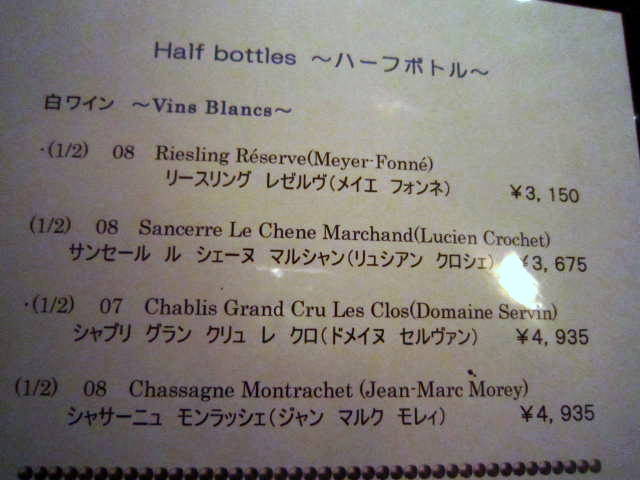 Half bottles ～ハーフボトル～
白ワイン ～Vins Blancs～
・(1/2) 08 Riesling Réserve(Meyer-Fonné)
リースリング レゼルヴ(メイエ フォンネ) ￥3,150
(1/2) 08 Sancerre Le Chene Marchand(Lucien Crochet)
サンセール ル シェーヌ マルシャン(リュシアン クロシェ) ￥3,675
・(1/2) 07 Chablis Grand Cru Les Clos(Domaine Servin)
シャブリ グラン クリュ レ クロ(ドメイヌ セルヴァン) ￥4,935
(1/2) 08 Chassagne Montrachet (Jean-Marc Morey)
シャサーニュ モンラッシェ(ジャン マルク モレィ) ￥4,935